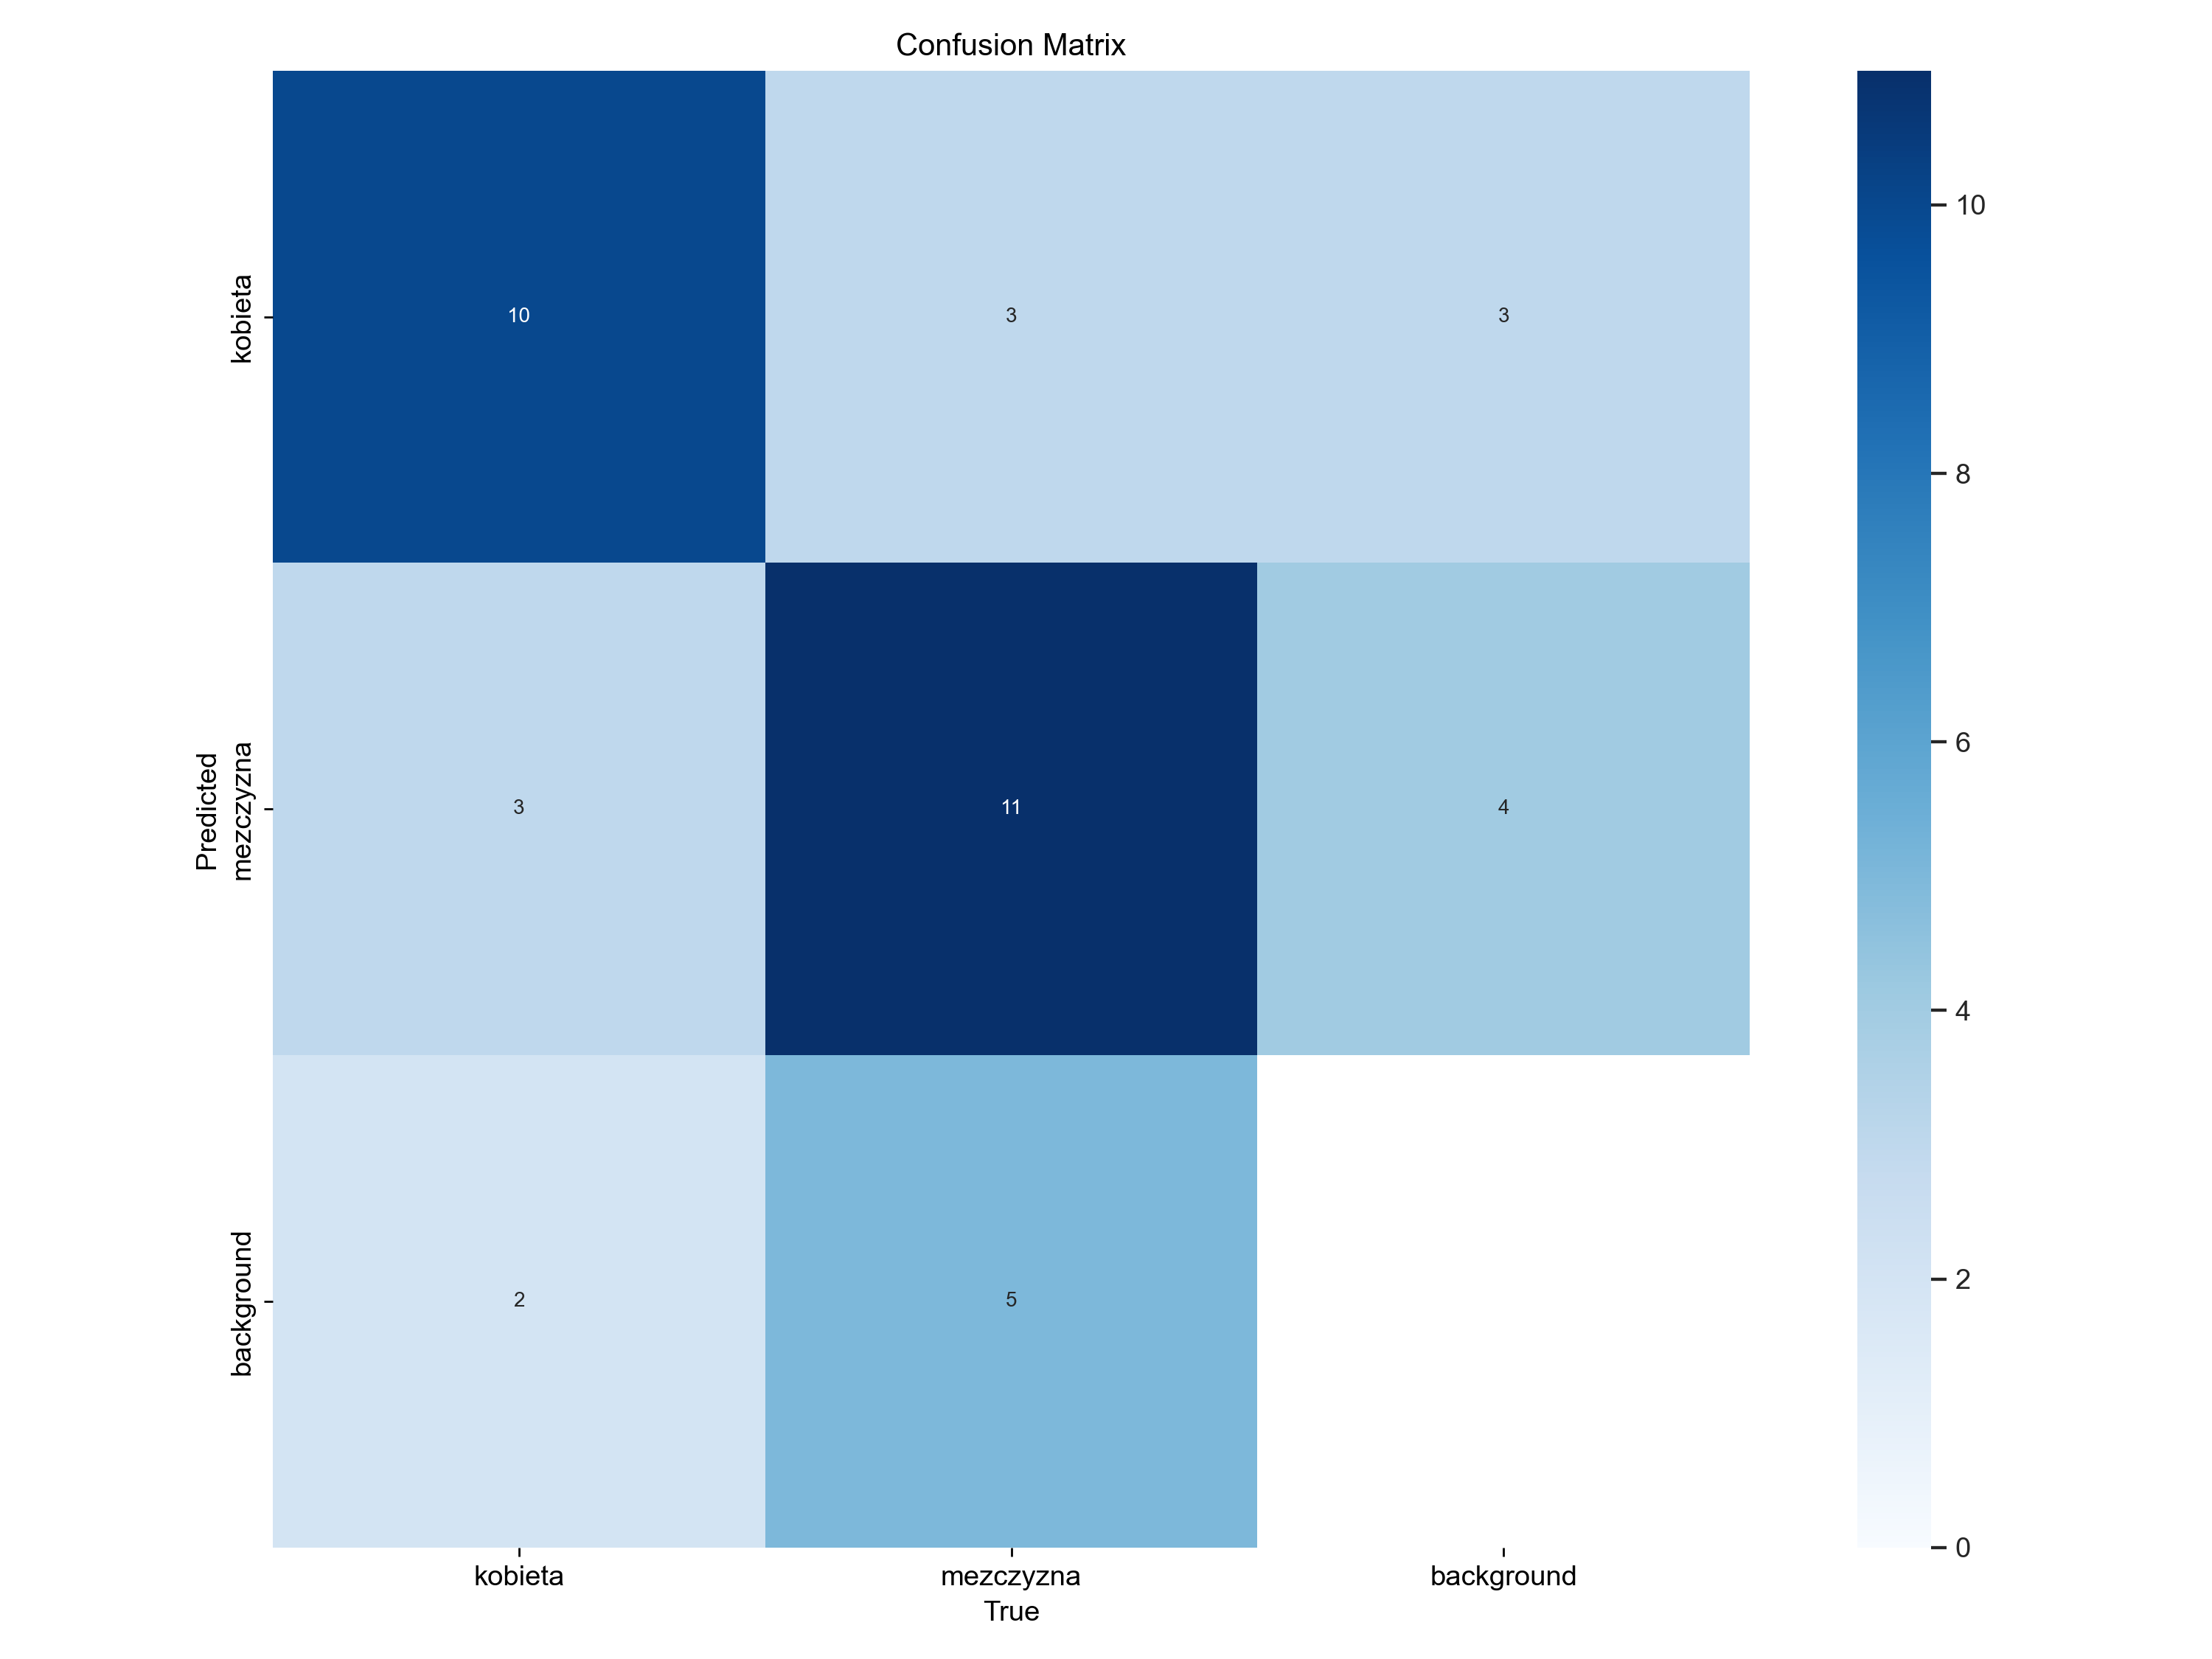 Confusion Matrix
kobieta
10
3
3
Predicted
mezczyzna
3
11
4
background
2
5
kobieta
mezczyzna
background
True
10
8
6
4
2
0